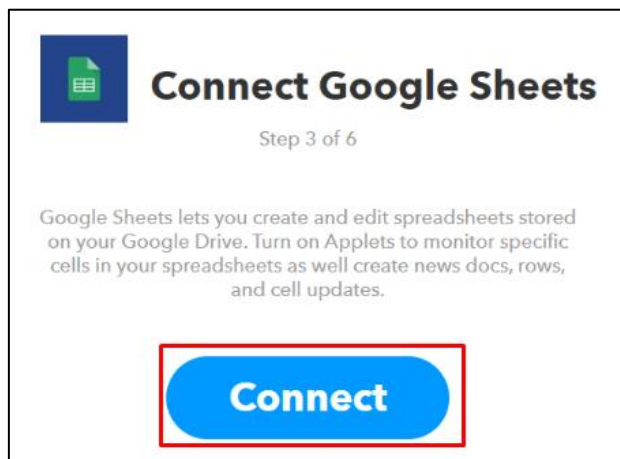 Connect Google Sheets
Step 3 of 6
Google Sheets lets you create and edit spreadsheets stored
on your Google Drive. Turn on Applets to monitor specific
cells in your spreadsheets as well create news docs, rows,
and cell updates.
Connect